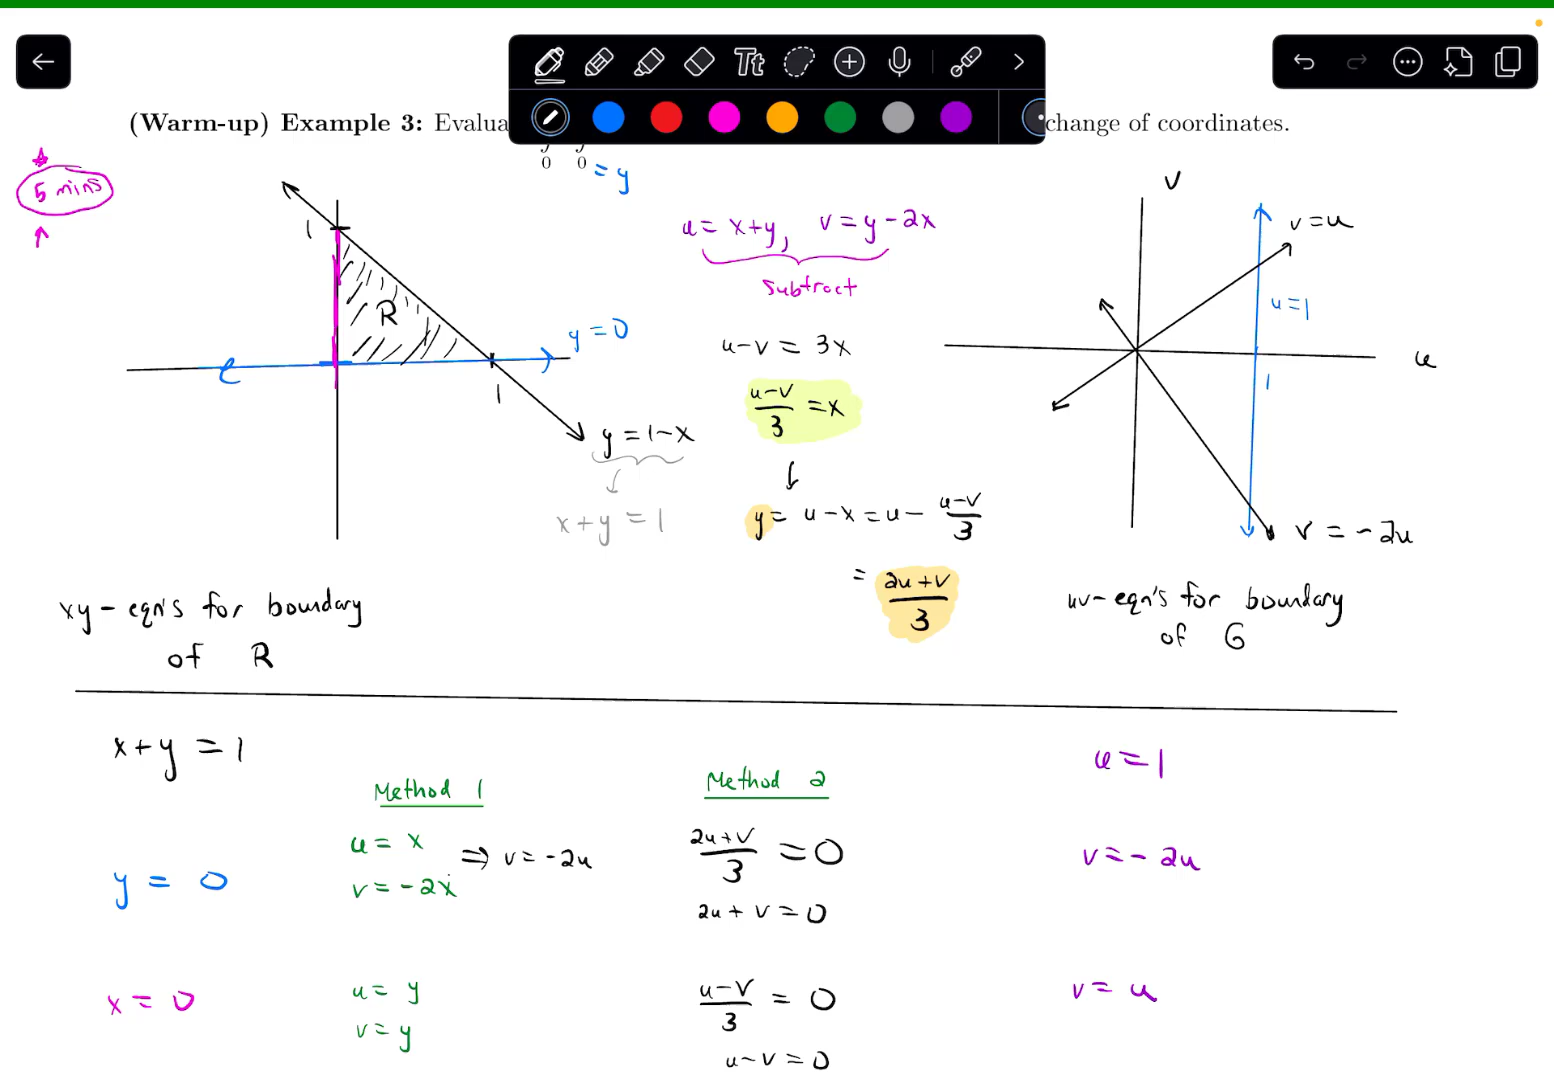 (Warm-up) Example 3: Evalua
change of coordinates.
0 0
= y
5 mins
1
R
y = 0
1
y = 1-x
x + y = 1
u = x+y, v = y-2x
Subtract
u-v = 3x
u-v/3 = x
y = u-x = u- u-v/3
= 2u+v/3
v
v=u
u=1
u
1
v = -2u
xy-eqn's for boundary
of R
uv-eqn's for boundary
of G
x+y = 1
u = 1
Method 1
Method 2
y = 0
u = x
v = -2x
⇒ v = -2u
2u+v/3 = 0
2u + v = 0
v = -2u
x = 0
u = y
v = y
u-v/3 = 0
u-v = 0
v = u